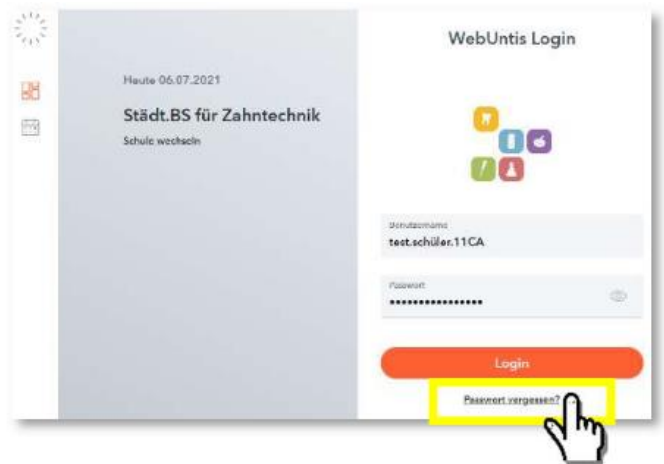 WebUntis Login
Heute 06.07.2021
Städt.BS für Zahntechnik
Schule wechseln
Benutzername
test.schüler.11CA
Passwort
••••••••••••••••
Login
Passwort vergessen?